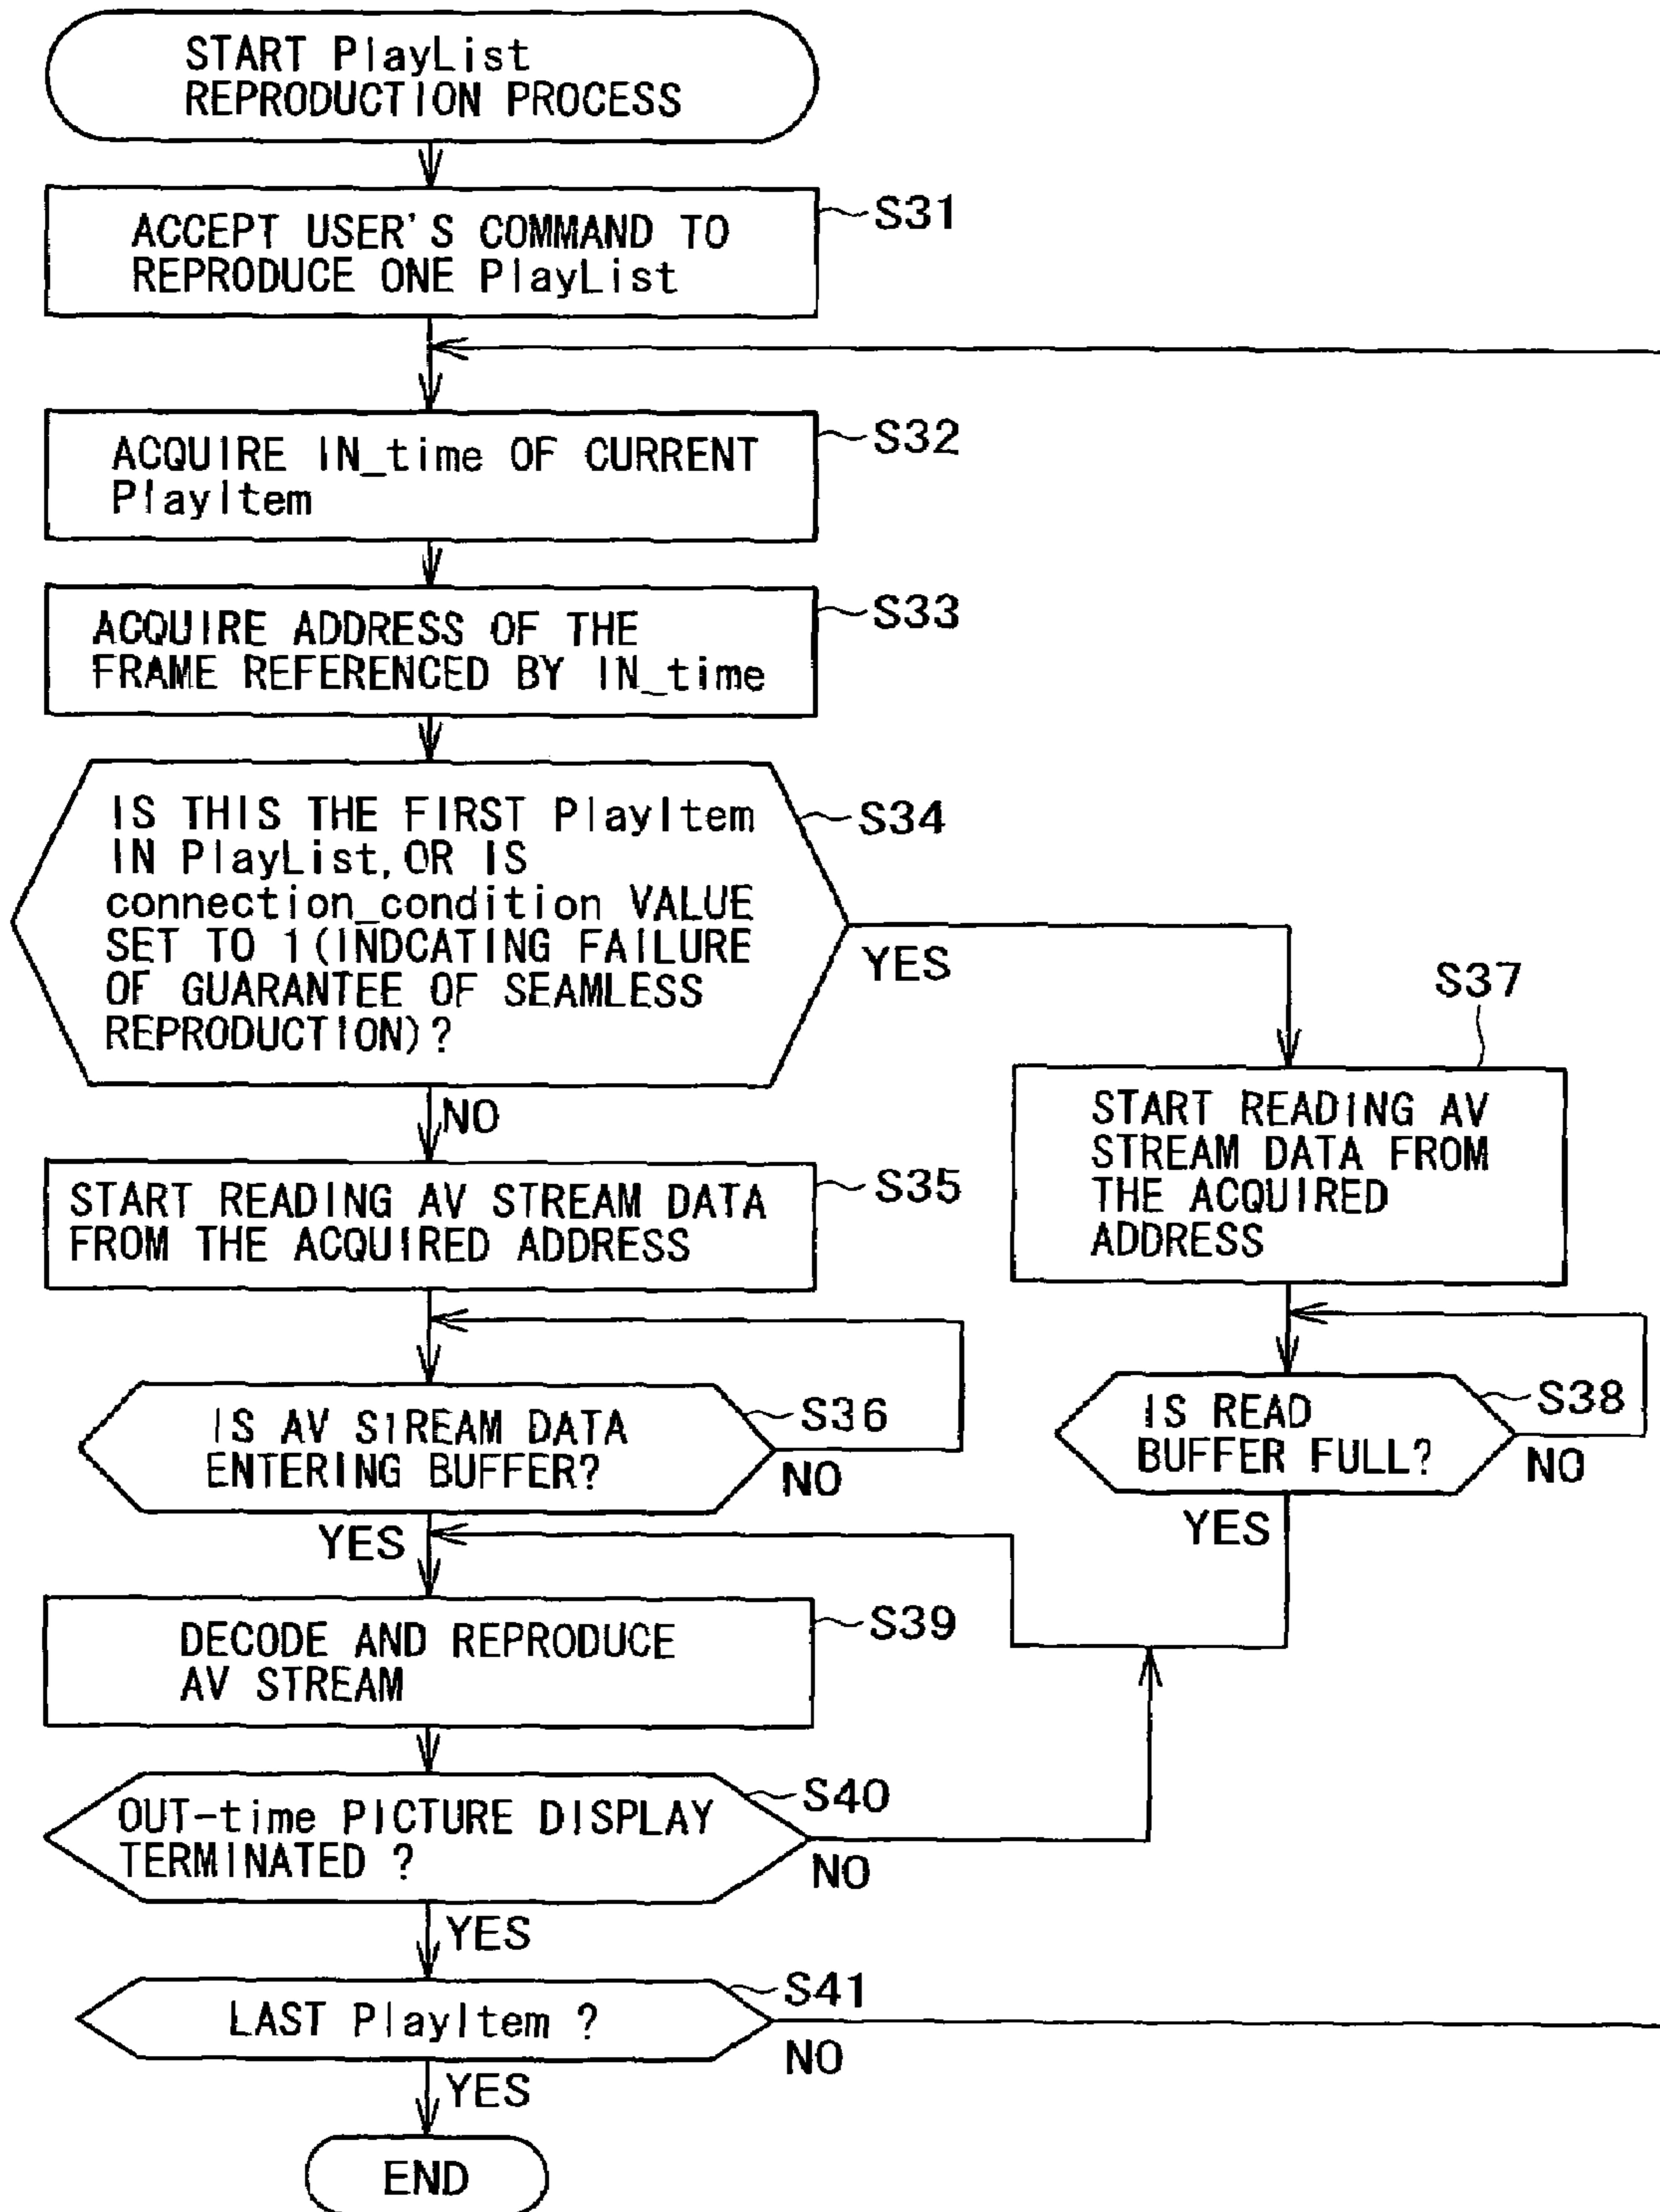 START PlayList
REPRODUCTION PROCESS
ACCEPT USER'S COMMAND TO
REPRODUCE ONE PlayList
S31
ACQUIRE IN_time OF CURRENT
PlayItem
S32
ACQUIRE ADDRESS OF THE
FRAME REFERENCED BY IN_time
S33
IS THIS THE FIRST PlayItem
IN PlayList, OR IS
connection_condition VALUE
SET TO 1(INDCATING FAILURE
OF GUARANTEE OF SEAMLESS
REPRODUCTION)?
S34
YES
NO
S37
START READING AV
STREAM DATA FROM
THE ACQUIRED
ADDRESS
START READING AV STREAM DATA
FROM THE ACQUIRED ADDRESS
S35
IS AV STREAM DATA
ENTERING BUFFER?
S36
NO
YES
IS READ
BUFFER FULL?
S38
NO
YES
DECODE AND REPRODUCE
AV STREAM
S39
OUT-time PICTURE DISPLAY
TERMINATED ?
S40
NO
YES
LAST PlayItem ?
S41
NO
YES
END